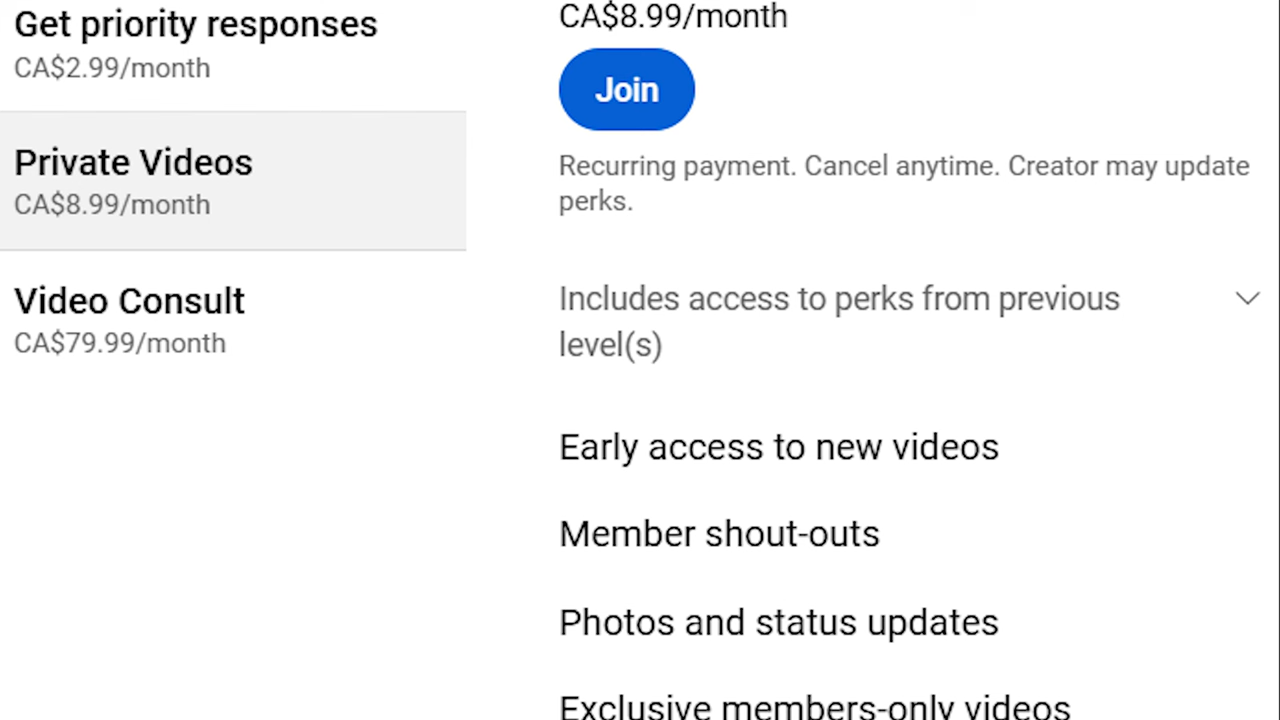 Get priority responses
CA$2.99/month
Private Videos
CA$8.99/month
Video Consult
CA$79.99/month
CA$8.99/month
Join
Recurring payment. Cancel anytime. Creator may update
perks.
Includes access to perks from previous
level(s)
Early access to new videos
Member shout-outs
Photos and status updates
Exclusive members-only videos